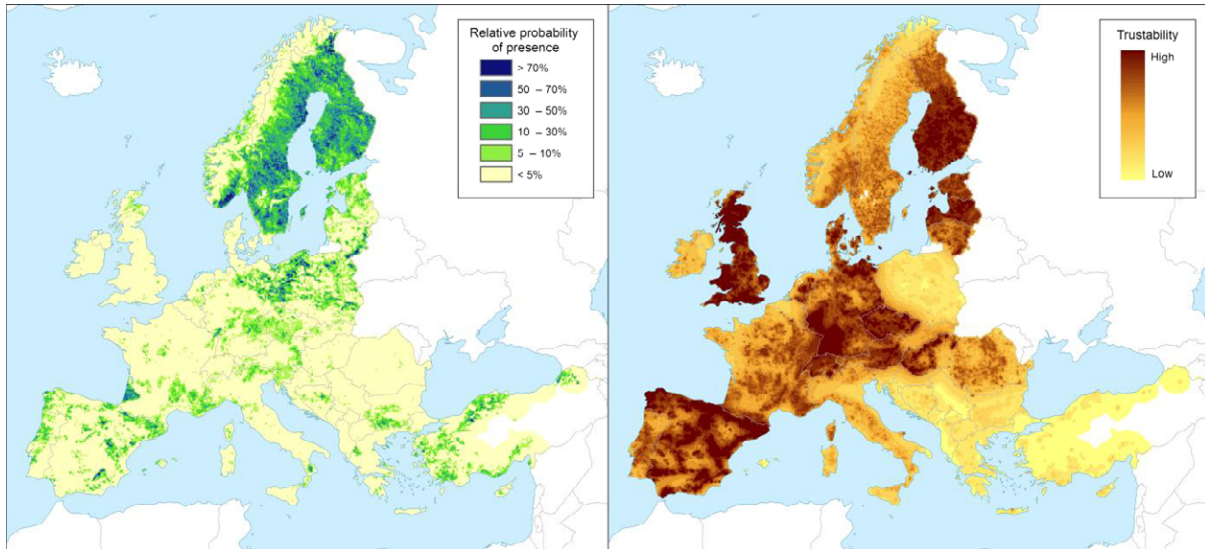 Relative probability
of presence
> 70%
50 – 70%
30 – 50%
10 – 30%
5 – 10%
< 5%
Trustability
High
Low